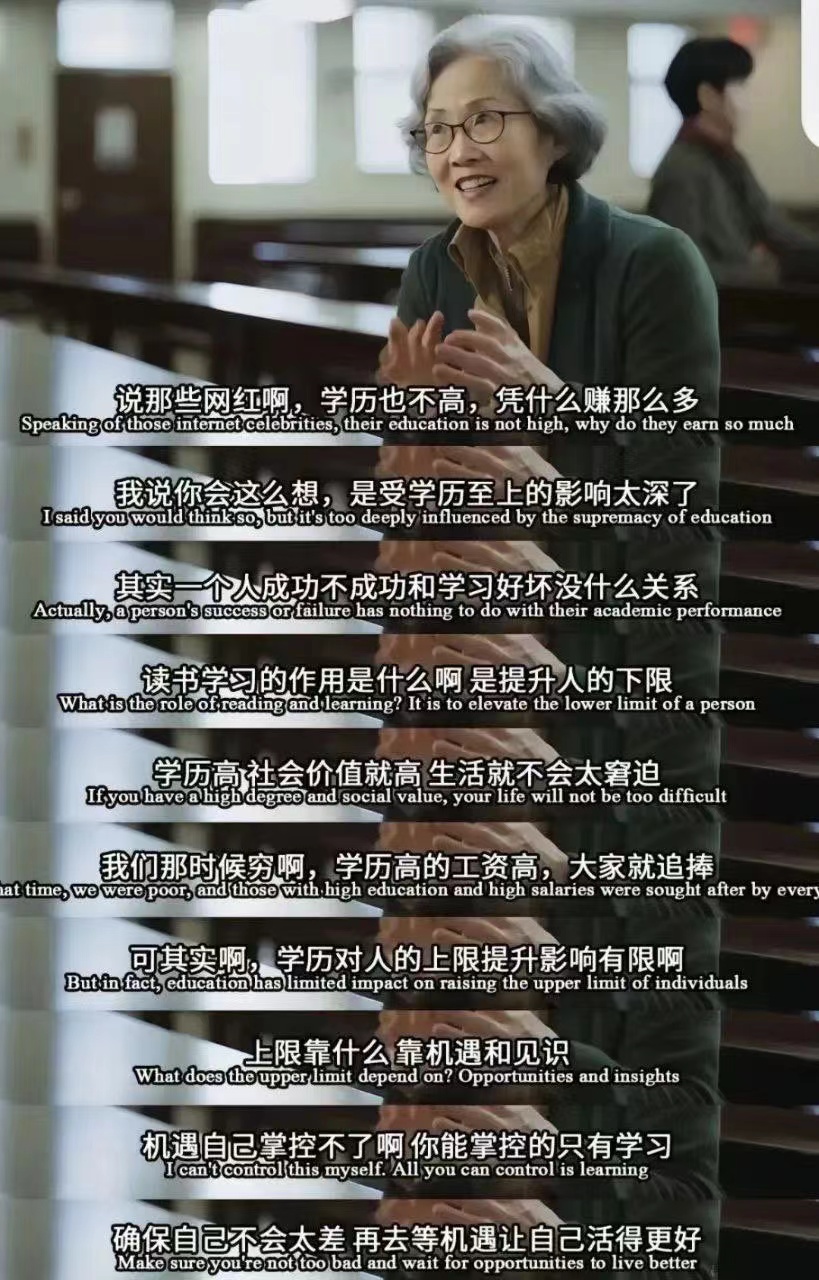 说那些网红啊，学历也不高，凭什么赚那么多
Speaking of those internet celebrities, their education is not high, why do they earn so much
我说你会这么想，是受学历至上的影响太深了
I said you would think so, but it's too deeply influenced by the supremacy of education
其实一个人成功不成功和学习好坏没什么关系
Actually, a person's success or failure has nothing to do with their academic performance
读书学习的作用是什么啊 是提升人的下限
What is the role of reading and learning? It is to elevate the lower limit of a person
学历高 社会价值就高 生活就不会太窘迫
If you have a high degree and social value, your life will not be too difficult
我们那时候穷啊，学历高的工资高，大家就追捧
hat time, we were poor, and those with high education and high salaries were sought after by every
可其实啊，学历对人的上限提升影响有限啊
But in fact, education has limited impact on raising the upper limit of individuals
上限靠什么 靠机遇和见识
What does the upper limit depend on? Opportunities and insights
机遇自己掌控不了啊 你能掌控的只有学习
I can't control this myself. All you can control is learning
确保自己不会太差 再去等机遇让自己活得更好
Make sure you're not too bad and wait for opportunities to live better